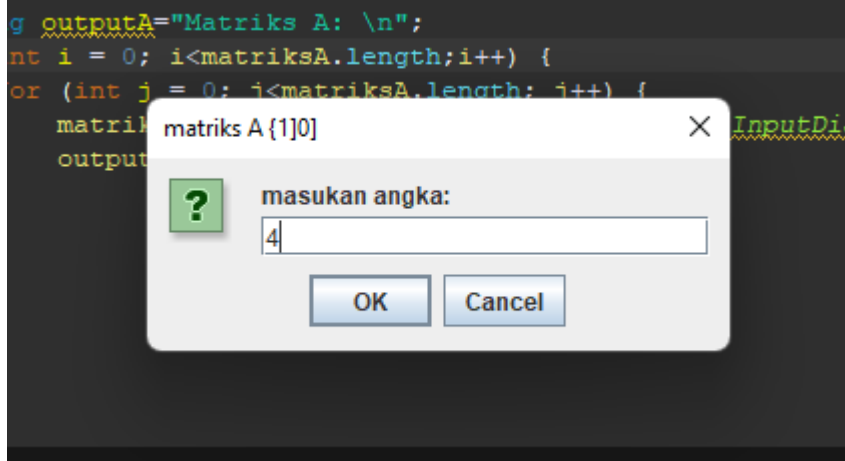 g outputA="Matriks A: \n";
nt i = 0; i<matriksA.length;i++) {
or (int j = 0; j<matriksA.length; j++) {
matrik
InputDi
output
matriks A {1]0]
masukan angka:
4
OK
Cancel